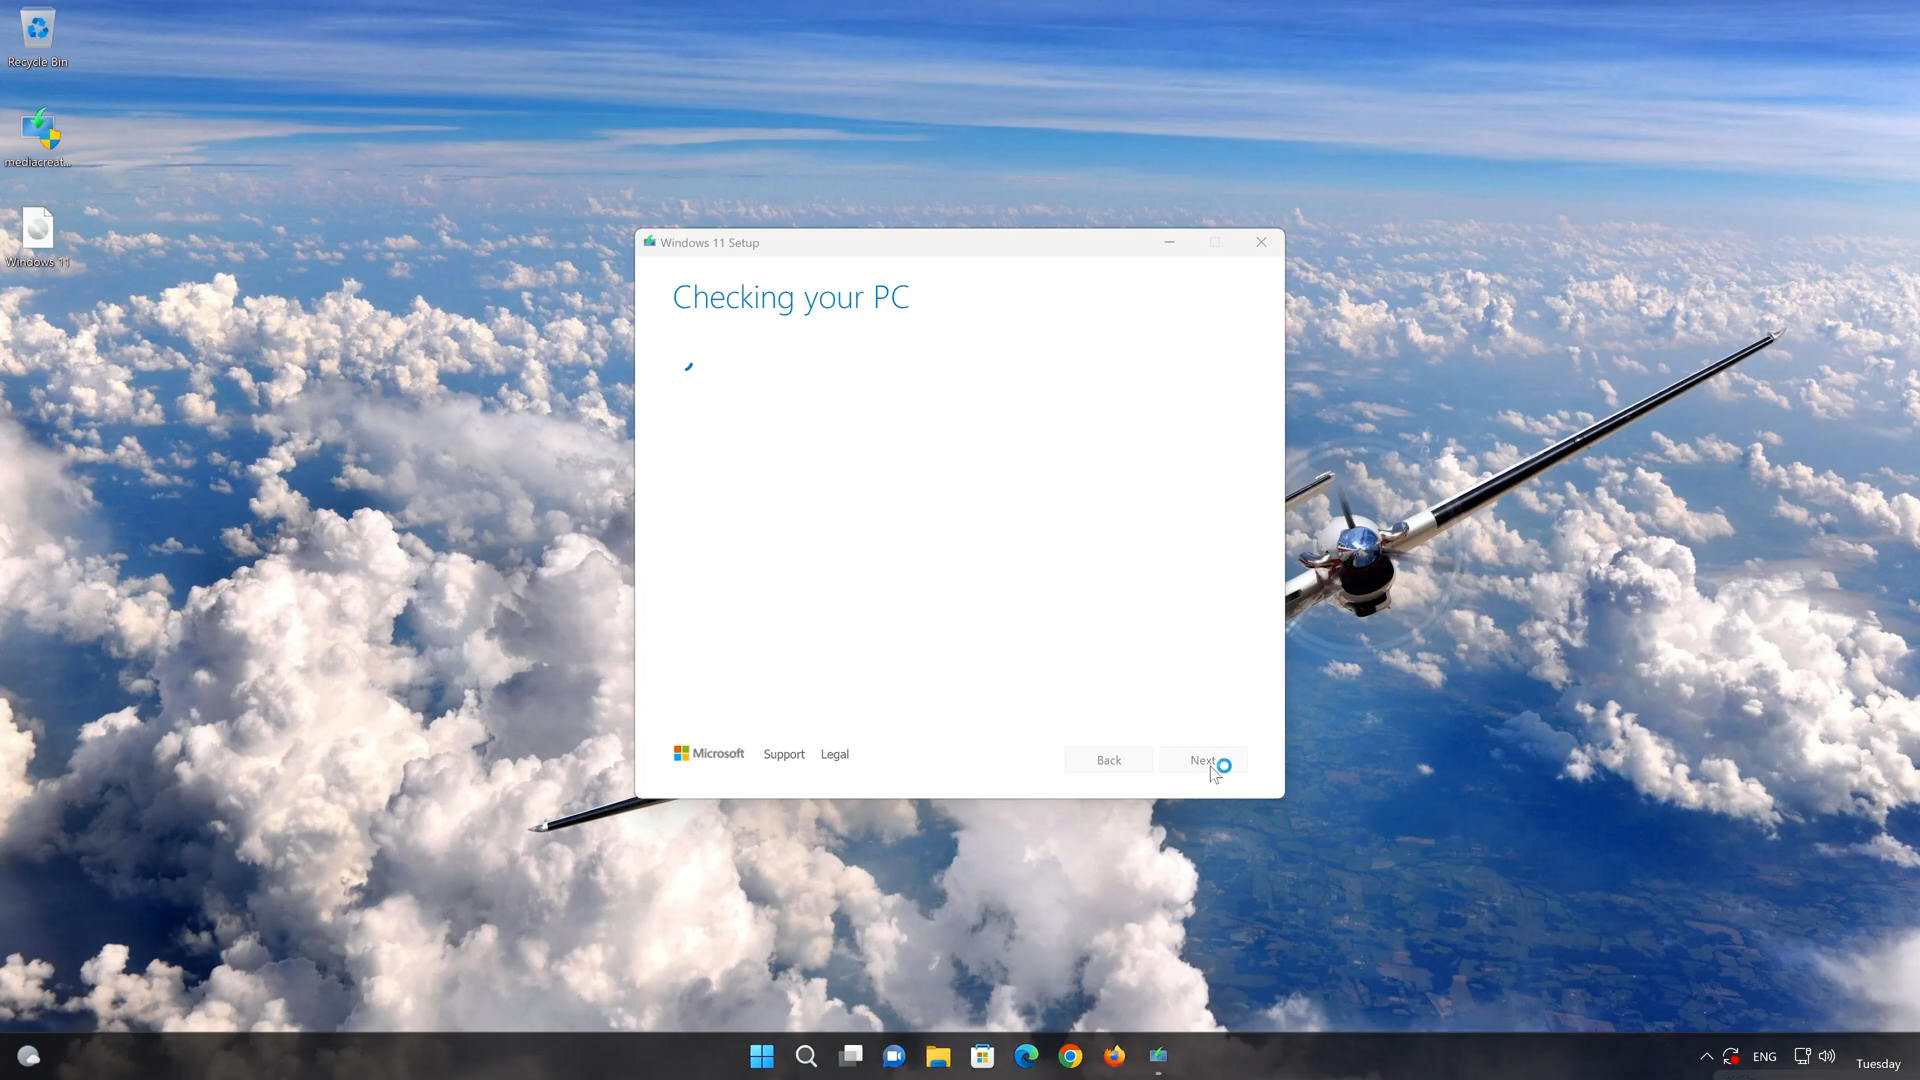 Recycle Bin
mediacreat...
Windows 11
Windows 11 Setup
Checking your PC
Microsoft
Support
Legal
Back
Next
ENG
Tuesday